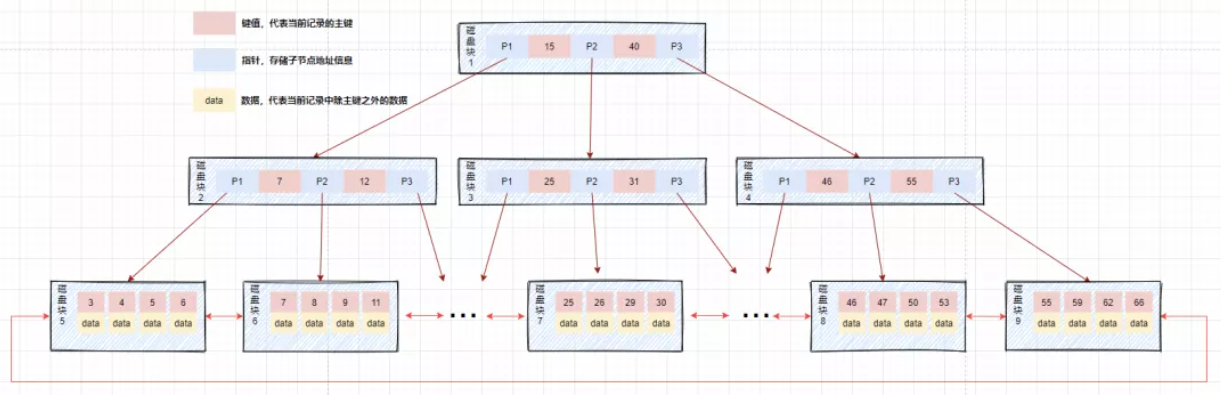 键值，代表当前记录的主键
指针，存储子节点地址信息
data 数据，代表当前记录中除主键之外的数据
磁盘块1 P1 15 P2 40 P3
磁盘块2 P1 7 P2 12 P3
磁盘块3 P1 25 P2 31 P3
磁盘块4 P1 46 P2 55 P3
磁盘块5 3 4 5 6
data data data data
磁盘块6 7 8 9 11
data data data data
...
磁盘块7 25 26 29 30
data data data data
...
磁盘块8 46 47 50 53
data data data data
磁盘块9 55 59 62 66
data data data data